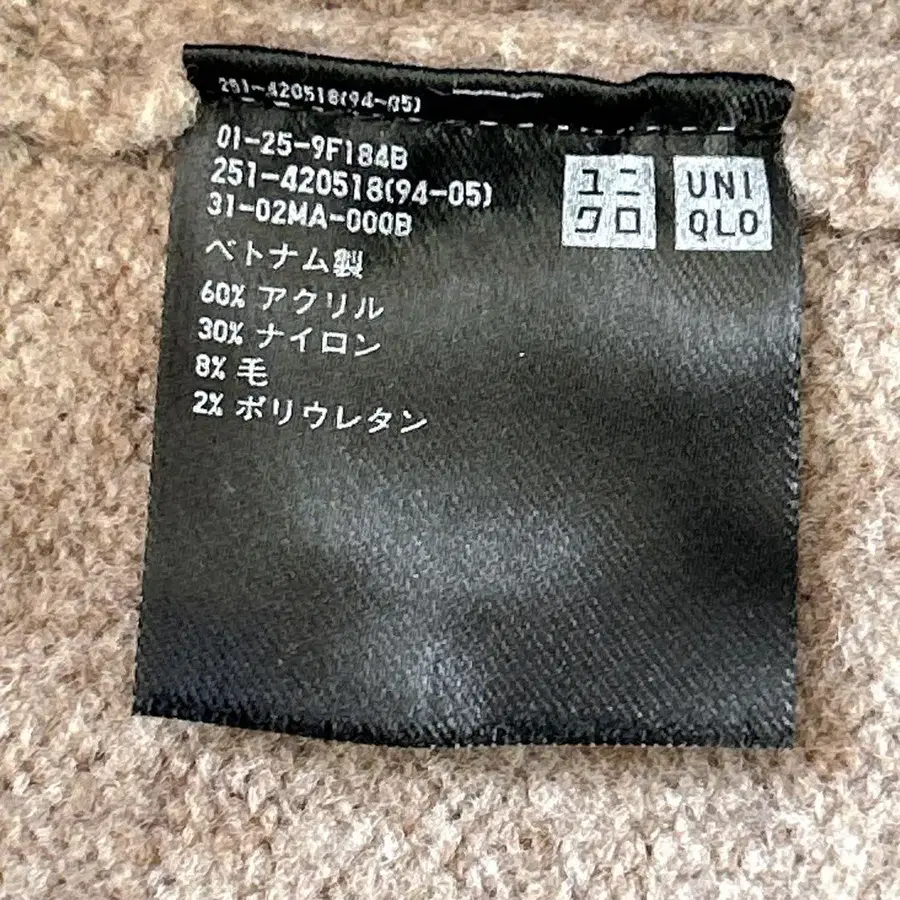 251-420518(94-05)
01-25-9F184B
251-420518(94-05)
31-02MA-000B
ベトナム製
60% アクリル
30% ナイロン
8% 毛
2% ポリウレタン
ユニ
クロ
UNI
QLO